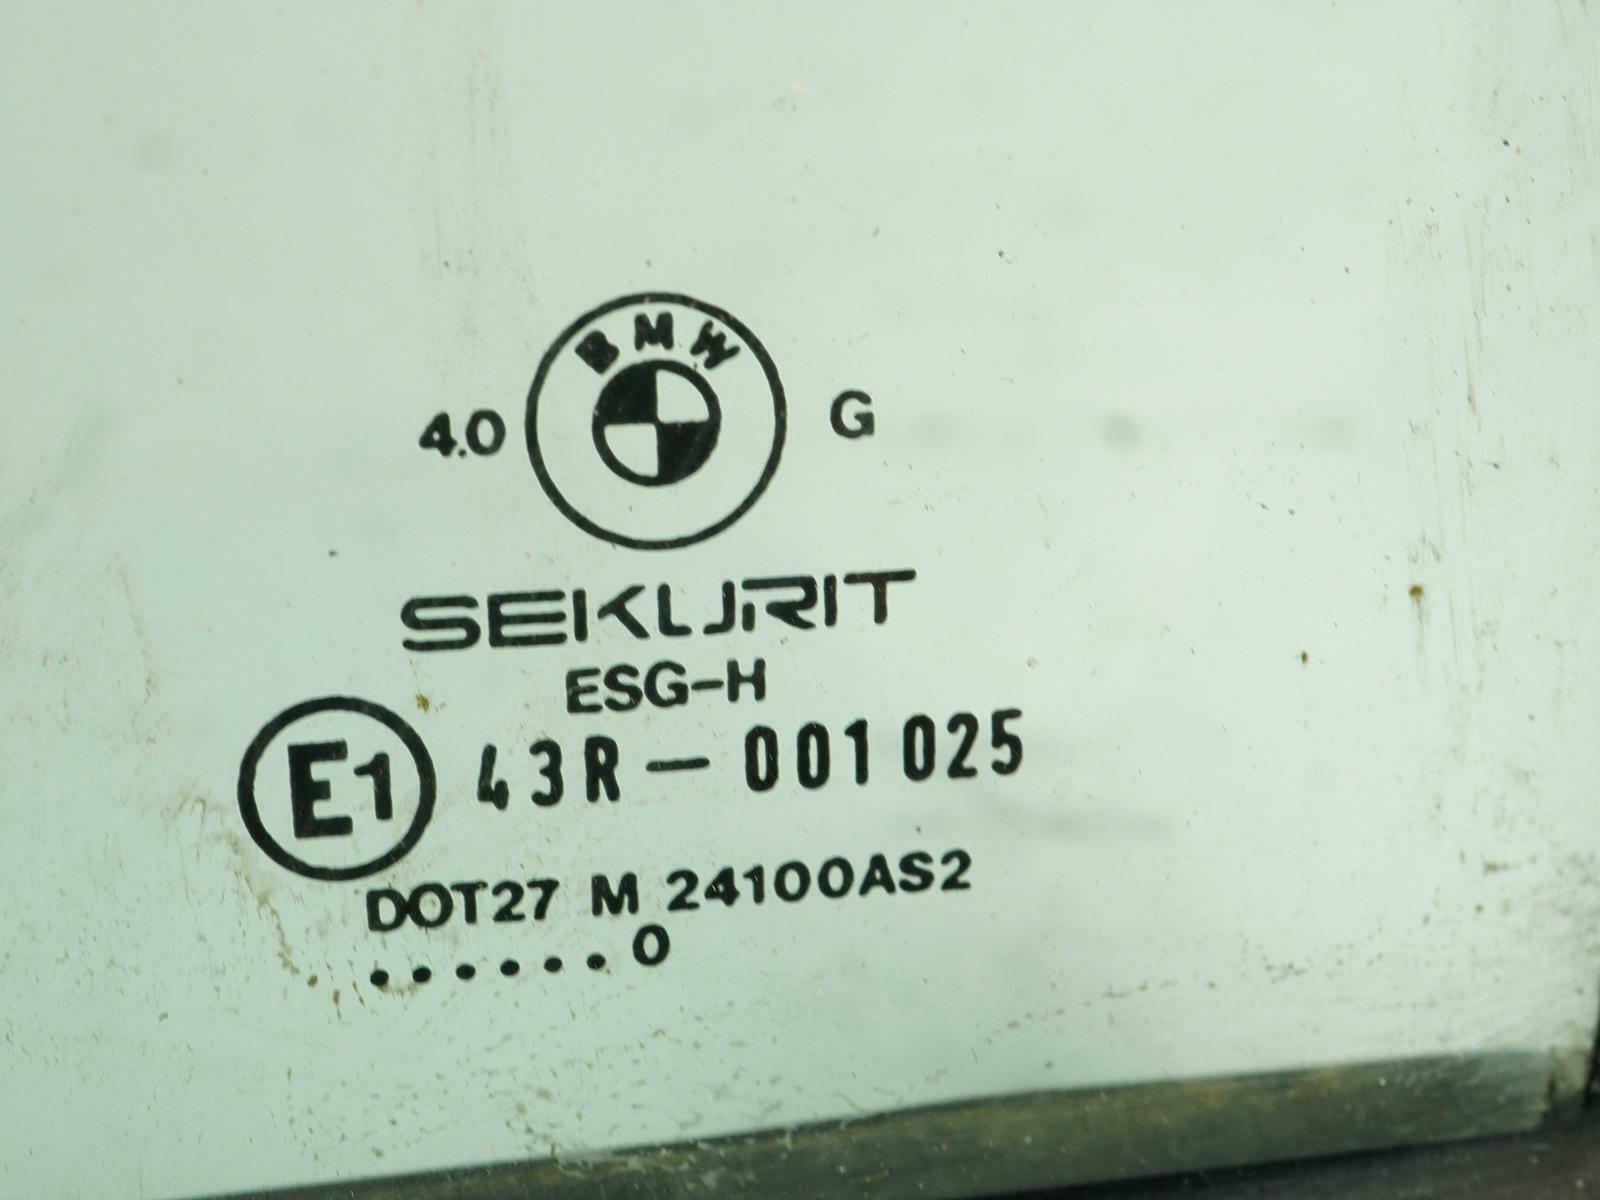 BMW
4.0 G
SEKURIT
ESG-H
E1 43R-001025
DOT27 M 24100AS2
......0